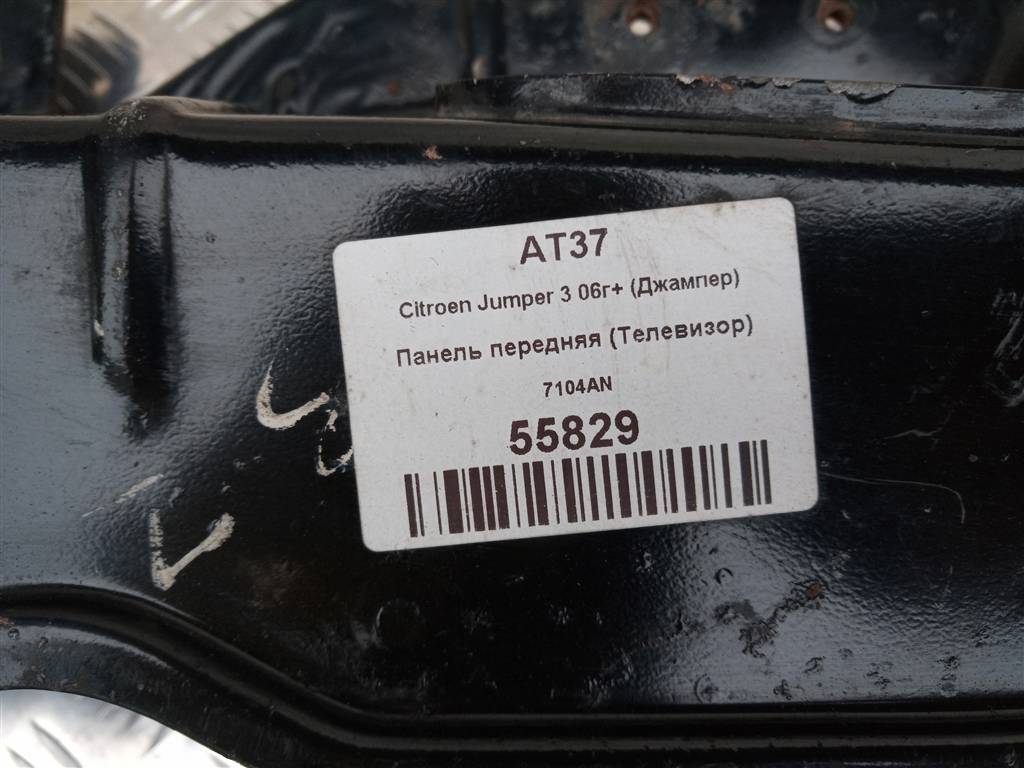 AT37
Citroen Jumper 3 06г+ (Джампер)
Панель передняя (Телевизор)
7104AN
55829